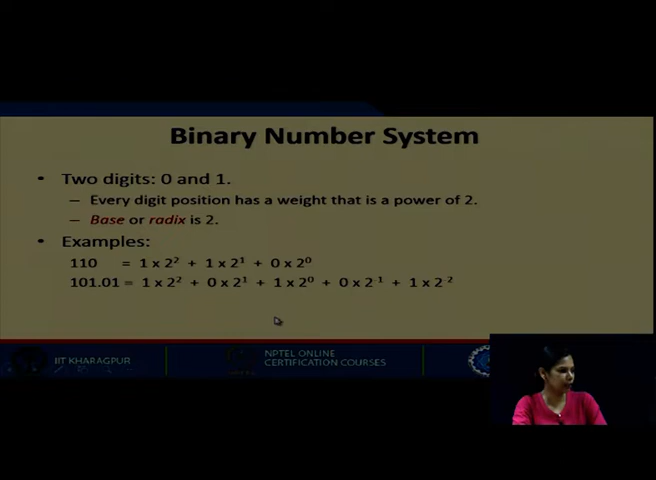 Binary Number System
• Two digits: 0 and 1.
– Every digit position has a weight that is a power of 2.
– Base or radix is 2.
• Examples:
110 = 1 x 2² + 1 x 2¹ + 0 x 2⁰
101.01 = 1 x 2² + 0 x 2¹ + 1 x 2⁰ + 0 x 2⁻¹ + 1 x 2⁻²
IIT KHARAGPUR
NPTEL ONLINE
CERTIFICATION COURSES